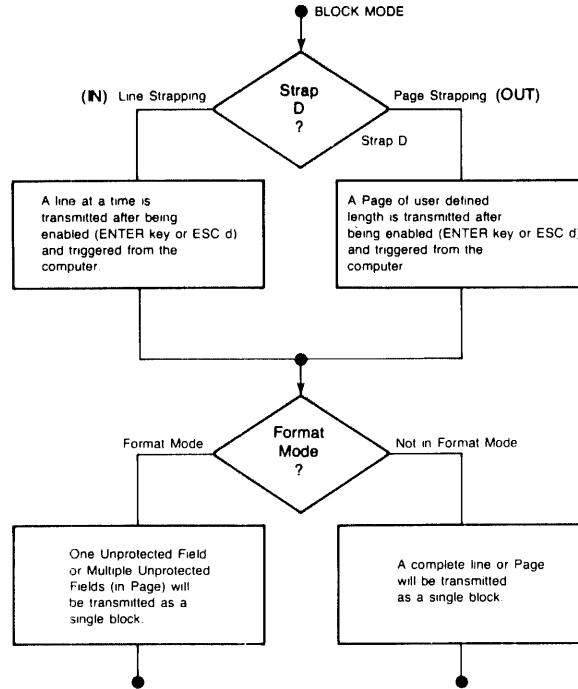 BLOCK MODE
(IN) Line Strapping
Strap
D
?
Page Strapping (OUT)
Strap D
A line at a time is
transmitted after being
enabled (ENTER key or ESC d)
and triggered from the
computer.
A Page of user defined
length is transmitted after
being enabled (ENTER key or ESC d)
and triggered from the
computer
Format Mode
Format
Mode
?
Not in Format Mode
One Unprotected Field
or Multiple Unprotected
Fields (in Page) will
be transmitted as a
single block.
A complete line or Page
will be transmitted
as a single block.